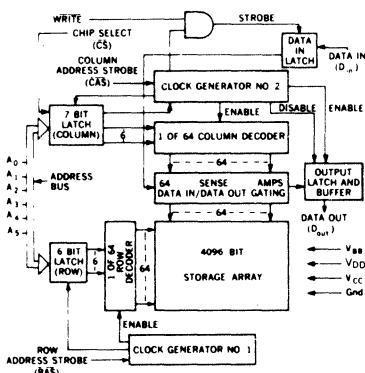 WRITE
STROBE
CHIP SELECT
(CS)
DATA
IN
LATCH
DATA IN
(Din)
COLUMN
ADDRESS STROBE
(CAS)
CLOCK GENERATOR NO 2
ENABLE
DISABLE
ENABLE
7 BIT
LATCH
(COLUMN)
6
1 OF 64 COLUMN DECODER
A0
A1
A2
A3
A4
A5
ADDRESS
BUS
64
64 SENSE AMPS
DATA IN/DATA OUT GATING
OUTPUT
LATCH AND
BUFFER
64
DATA OUT
(Dout)
6 BIT
LATCH
(ROW)
6
1 OF 64
ROW
DECODER
64
4096 BIT
STORAGE ARRAY
VBB
VDD
VCC
Gnd
ENABLE
ROW
ADDRESS STROBE
(RAS)
CLOCK GENERATOR NO 1